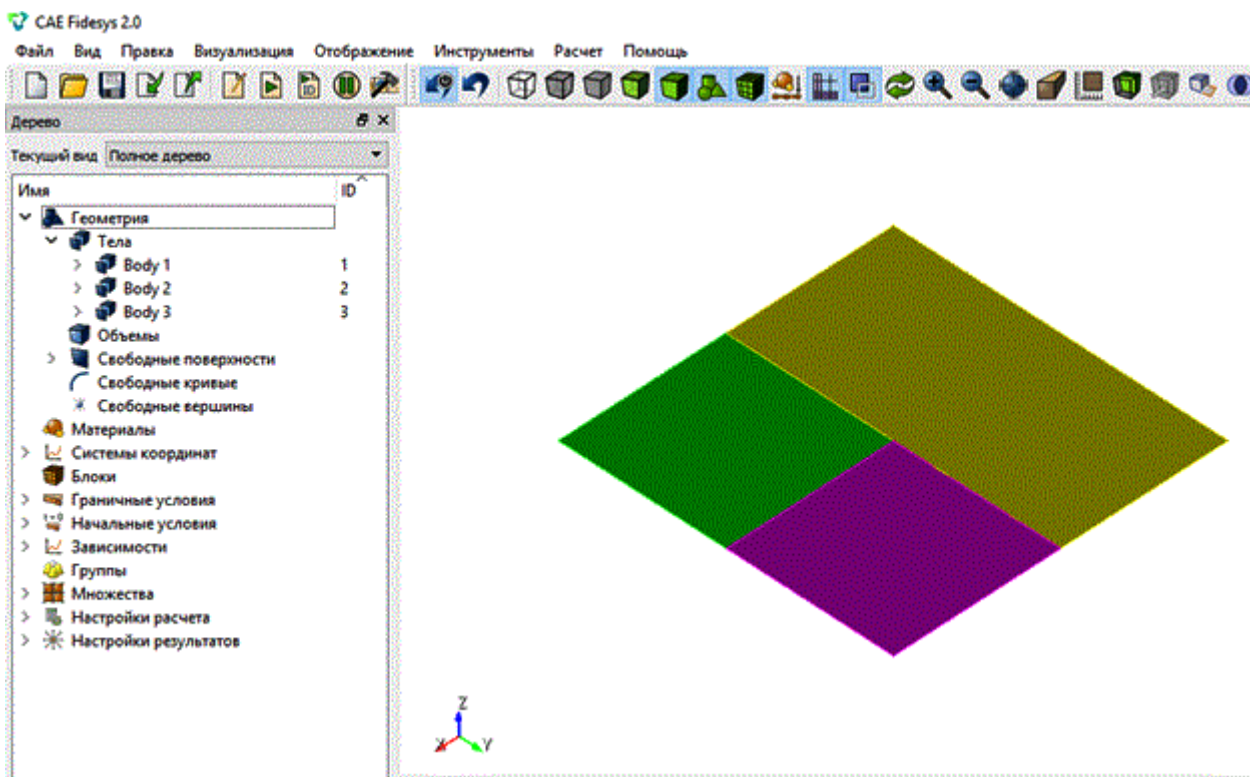 CAE Fidesys 2.0
Файл Вид Правка Визуализация Отображение Инструменты Расчет Помощь
Дерево
Текущий вид Полное дерево
Имя ID
Геометрия
Тела
Body 1 1
Body 2 2
Body 3 3
Объемы
Свободные поверхности
Свободные кривые
Свободные вершины
Материалы
Системы координат
Блоки
Граничные условия
Начальные условия
Зависимости
Группы
Множества
Настройки расчета
Настройки результатов
Z
X Y